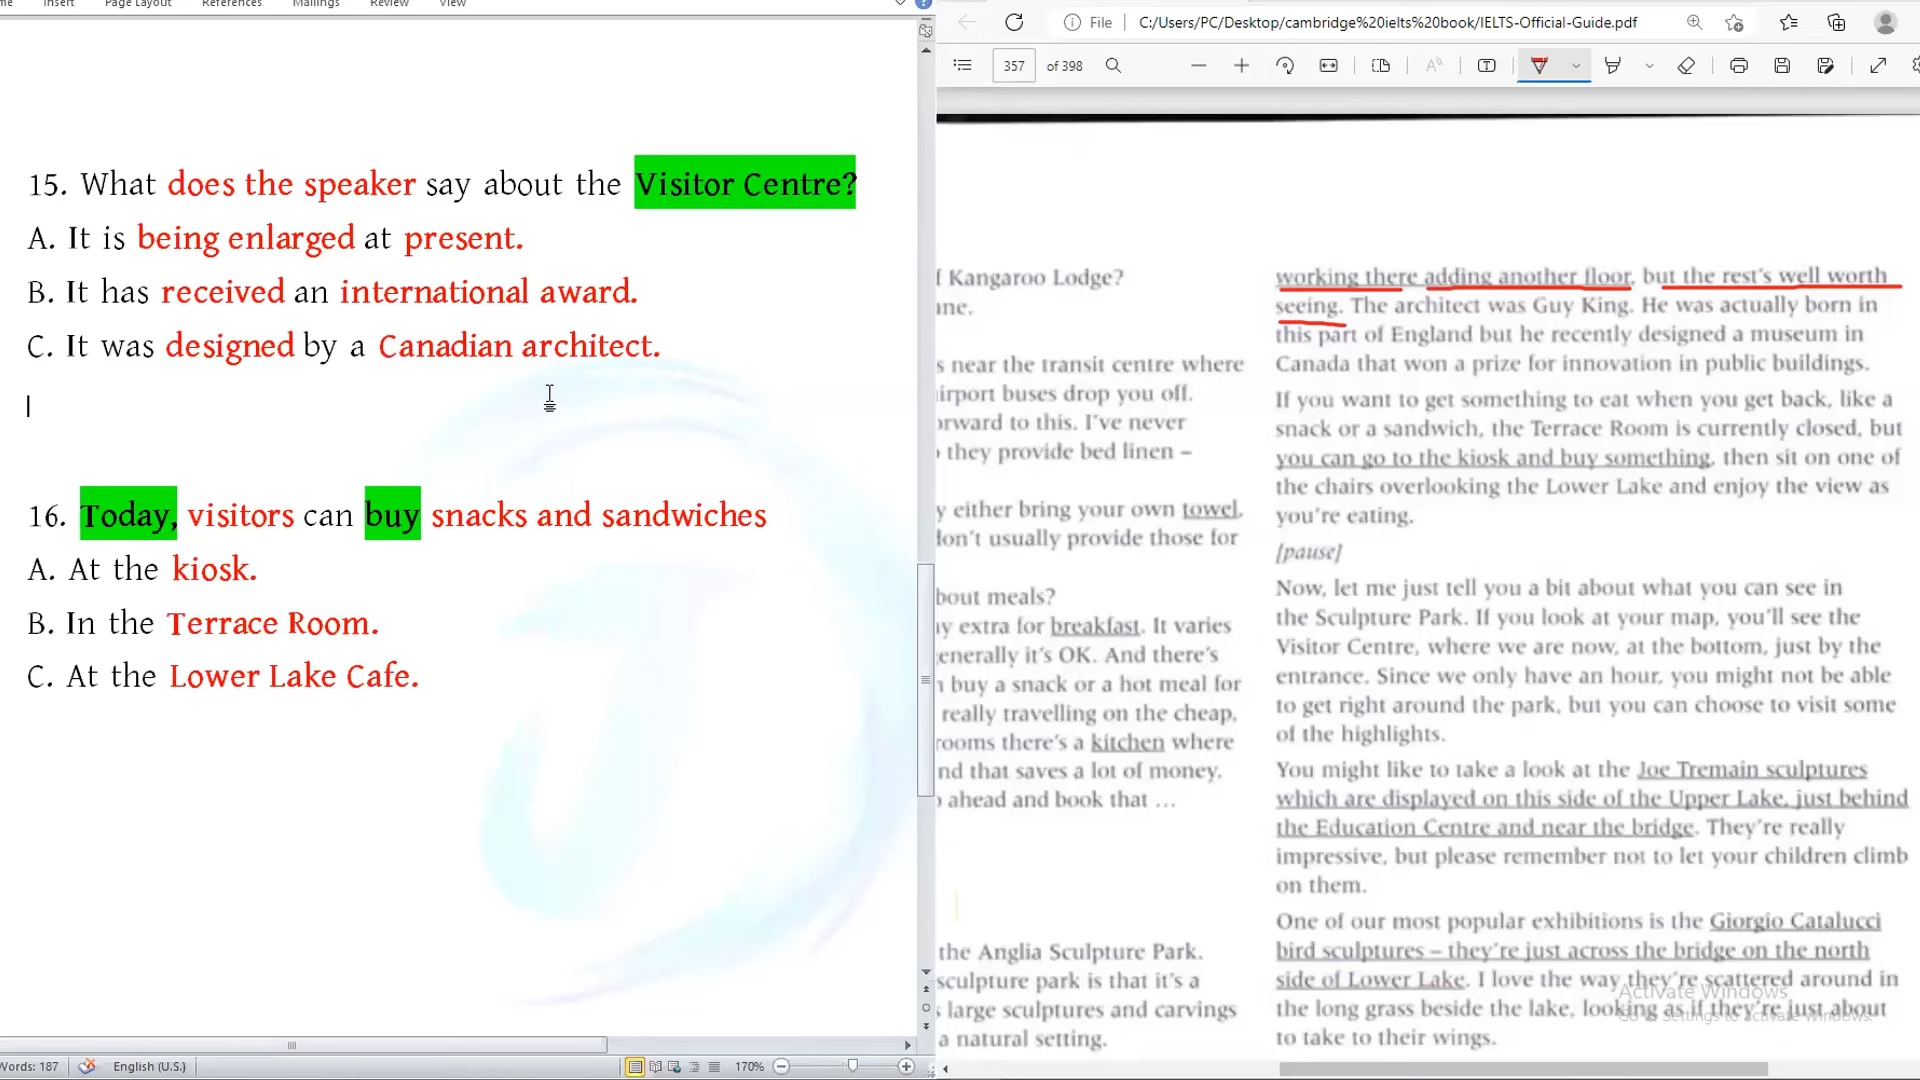 Insert Page Layout References Mailings Review View
File C:/Users/PC/Desktop/cambridge%20ielts%20book/IELTS-Official-Guide.pdf
357 of 398
15. What does the speaker say about the Visitor Centre?
A. It is being enlarged at present.
B. It has received an international award.
C. It was designed by a Canadian architect.
16. Today, visitors can buy snacks and sandwiches
A. At the kiosk.
B. In the Terrace Room.
C. At the Lower Lake Cafe.
Words: 187 English (U.S.) 170%
f Kangaroo Lodge?
s near the transit centre where
irport buses drop you off.
rward to this. I've never
they provide bed linen –
y either bring your own towel,
don't usually provide those for
bout meals?
y extra for breakfast. It varies
enerally it's OK. And there's
buy a snack or a hot meal for
really travelling on the cheap,
rooms there's a kitchen where
nd that saves a lot of money.
ahead and book that …
the Anglia Sculpture Park.
sculpture park is that it's a
large sculptures and carvings
a natural setting.
working there adding another floor, but the rest's well worth
seeing. The architect was Guy King. He was actually born in
this part of England but he recently designed a museum in
Canada that won a prize for innovation in public buildings.
If you want to get something to eat when you get back, like a
snack or a sandwich, the Terrace Room is currently closed, but
you can go to the kiosk and buy something, then sit on one of
the chairs overlooking the Lower Lake and enjoy the view as
you're eating.
[pause]
Now, let me just tell you a bit about what you can see in
the Sculpture Park. If you look at your map, you'll see the
Visitor Centre, where we are now, at the bottom, just by the
entrance. Since we only have an hour, you might not be able
to get right around the park, but you can choose to visit some
of the highlights.
You might like to take a look at the Joe Tremain sculptures
which are displayed on this side of the Upper Lake, just behind
the Education Centre and near the bridge. They're really
impressive, but please remember not to let your children climb
on them.
One of our most popular exhibitions is the Giorgio Catalucci
bird sculptures – they're just across the bridge on the north
side of Lower Lake. I love the way they're scattered around in
the long grass beside the lake, looking as if they're just about
to take to their wings.
Activate Windows
Go to Settings to activate Windows.